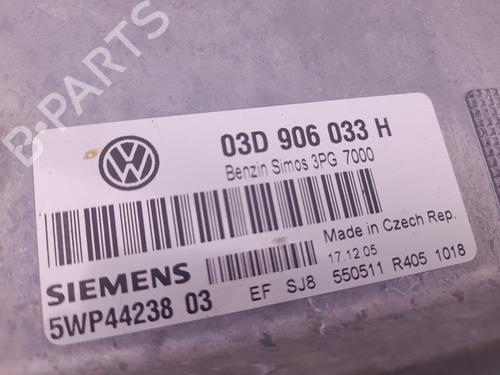 B-PARTS
VW
03D 906 033 H
Benzin Simos 3PG 7000
Made in Czech Rep.
SIEMENS
17.12.05
5WP44238 03
EF SJ8 550511 R405 1018